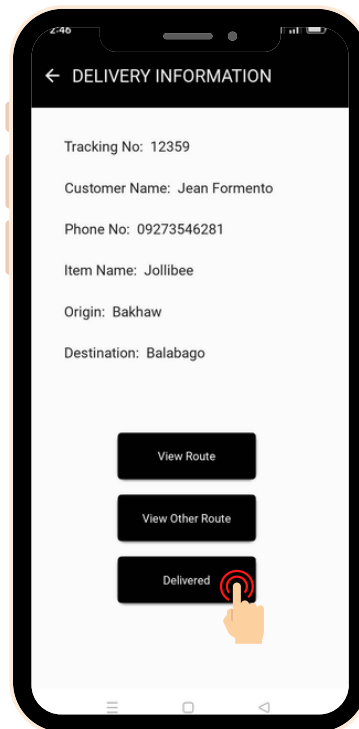 2:46
DELIVERY INFORMATION
Tracking No: 12359
Customer Name: Jean Formento
Phone No: 09273546281
Item Name: Jollibee
Origin: Bakhaw
Destination: Balabago
View Route
View Other Route
Delivered